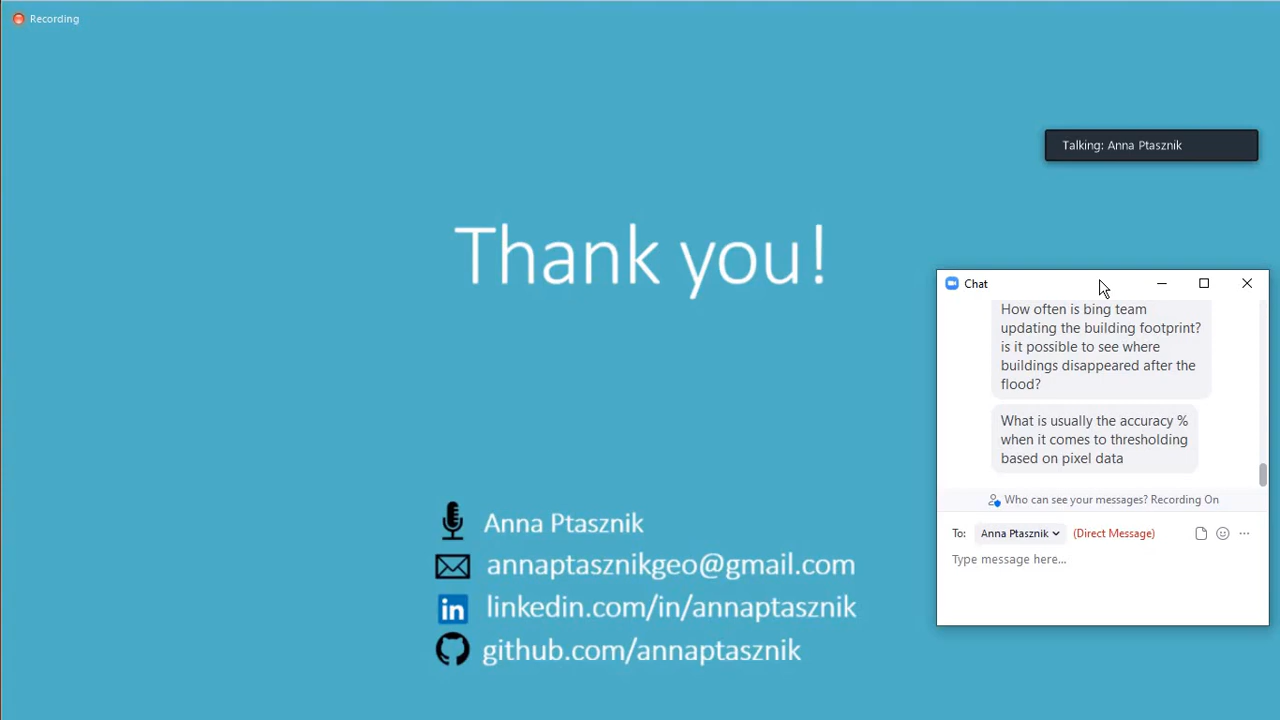 Recording
Talking: Anna Ptasznik
Thank you!
Chat
How often is bing team
updating the building footprint?
is it possible to see where
buildings disappeared after the
flood?
What is usually the accuracy %
when it comes to thresholding
based on pixel data
Who can see your messages? Recording On
To: Anna Ptasznik (Direct Message)
Type message here...
Anna Ptasznik
annaptasznikgeo@gmail.com
in linkedin.com/in/annaptasznik
github.com/annaptasznik